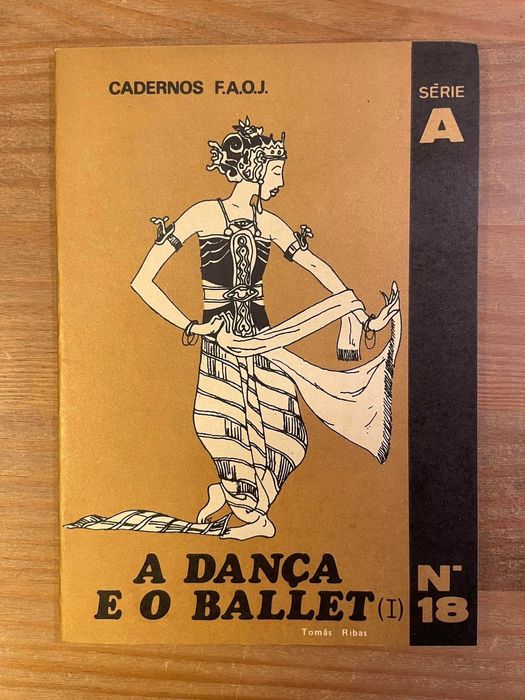 CADERNOS F.A.O.J.
SÉRIE
A
A DANÇA
E O BALLET (I)
Tomás Ribas
Nº
18